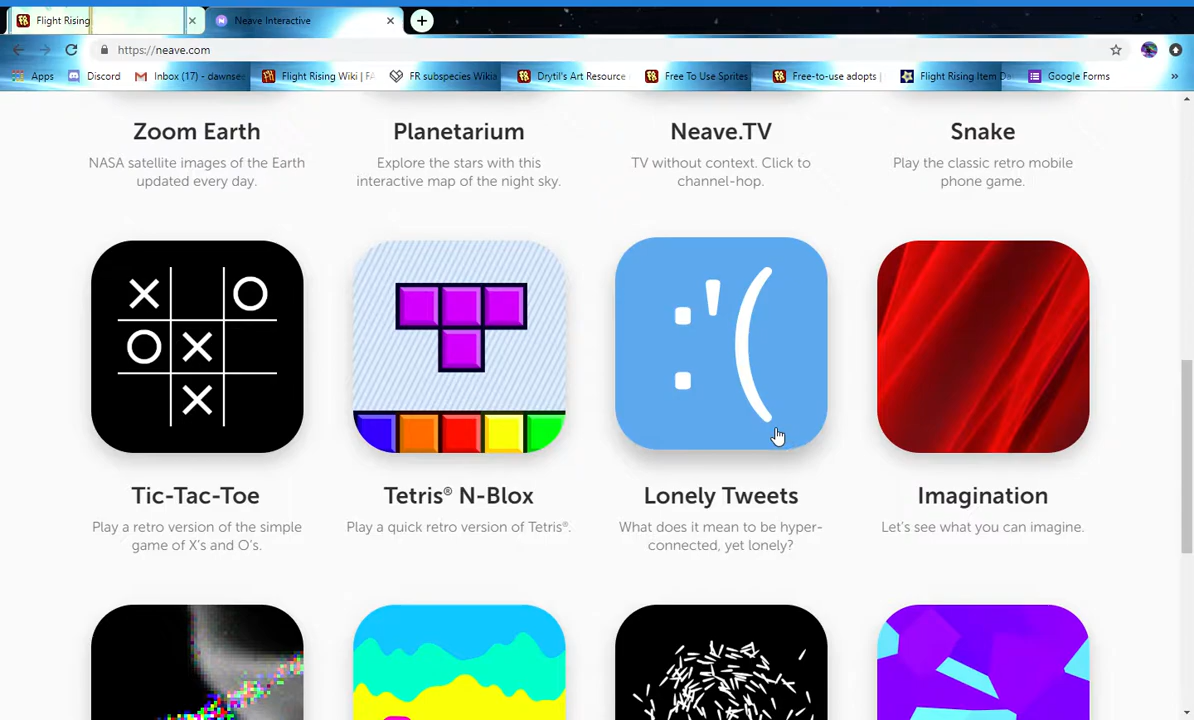 Flight Rising
Neave Interactive
https://neave.com
Apps
Discord
Inbox (17) - dawnse
Flight Rising Wiki | FA
FR subspecies Wikia
Drytil's Art Resource
Free To Use Sprites
Free-to-use adopts |
Flight Rising Item Da
Google Forms
»
Zoom Earth
NASA satellite images of the Earth
updated every day.
Planetarium
Explore the stars with this
interactive map of the night sky.
Neave.TV
TV without context. Click to
channel-hop.
Snake
Play the classic retro mobile
phone game.
X O
O X
X
:'(
Tic-Tac-Toe
Play a retro version of the simple
game of X's and O's.
Tetris® N-Blox
Play a quick retro version of Tetris®.
Lonely Tweets
What does it mean to be hyper-
connected, yet lonely?
Imagination
Let's see what you can imagine.